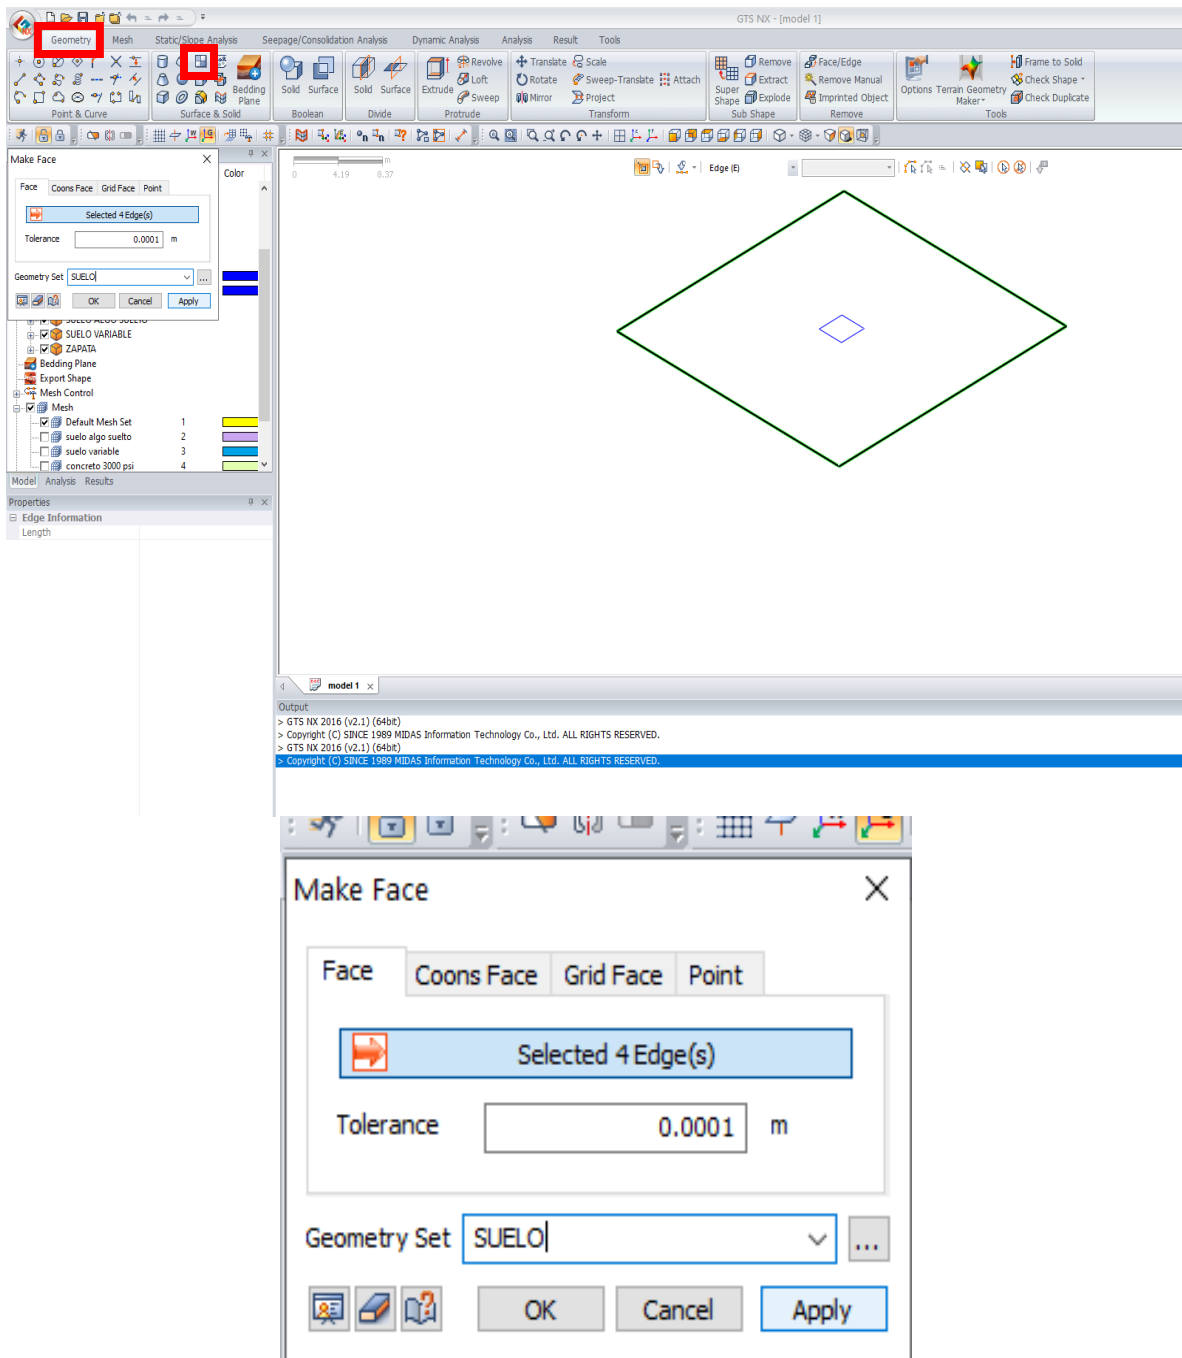 GTS NX - [model 1]
Geometry Mesh Static/Slope Analysis Seepage/Consolidation Analysis Dynamic Analysis Analysis Result Tools
Revolve Translate Scale Remove Face/Edge Frame to Solid
Loft Rotate Sweep-Translate Attach Extract Remove Manual Check Shape
Bedding Plane Solid Surface Solid Surface Extrude Sweep Mirror Project Super Shape Explode Imprinted Object Options Terrain Geometry Maker Check Duplicate
Point & Curve Surface & Solid Boolean Divide Protrude Transform Sub Shape Remove Tools
Make Face
Color
Face Coons Face Grid Face Point
Selected 4 Edge(s)
Tolerance 0.0001 m
Geometry Set SUELO ...
OK Cancel Apply
SUELO ALGO SUELTO
SUELO VARIABLE
ZAPATA
Bedding Plane
Export Shape
Mesh Control
Mesh
Default Mesh Set 1
suelo algo suelto 2
suelo variable 3
concreto 3000 psi 4
Model Analysis Results
Properties
Edge Information
Length
m
0 4.19 8.37
Edge (E)
model 1
Output
> GTS NX 2016 (v2.1) (64bit)
> Copyright (C) SINCE 1989 MIDAS Information Technology Co., Ltd. ALL RIGHTS RESERVED.
> GTS NX 2016 (v2.1) (64bit)
> Copyright (C) SINCE 1989 MIDAS Information Technology Co., Ltd. ALL RIGHTS RESERVED.
Make Face
Face Coons Face Grid Face Point
Selected 4 Edge(s)
Tolerance 0.0001 m
Geometry Set SUELO ...
OK Cancel Apply